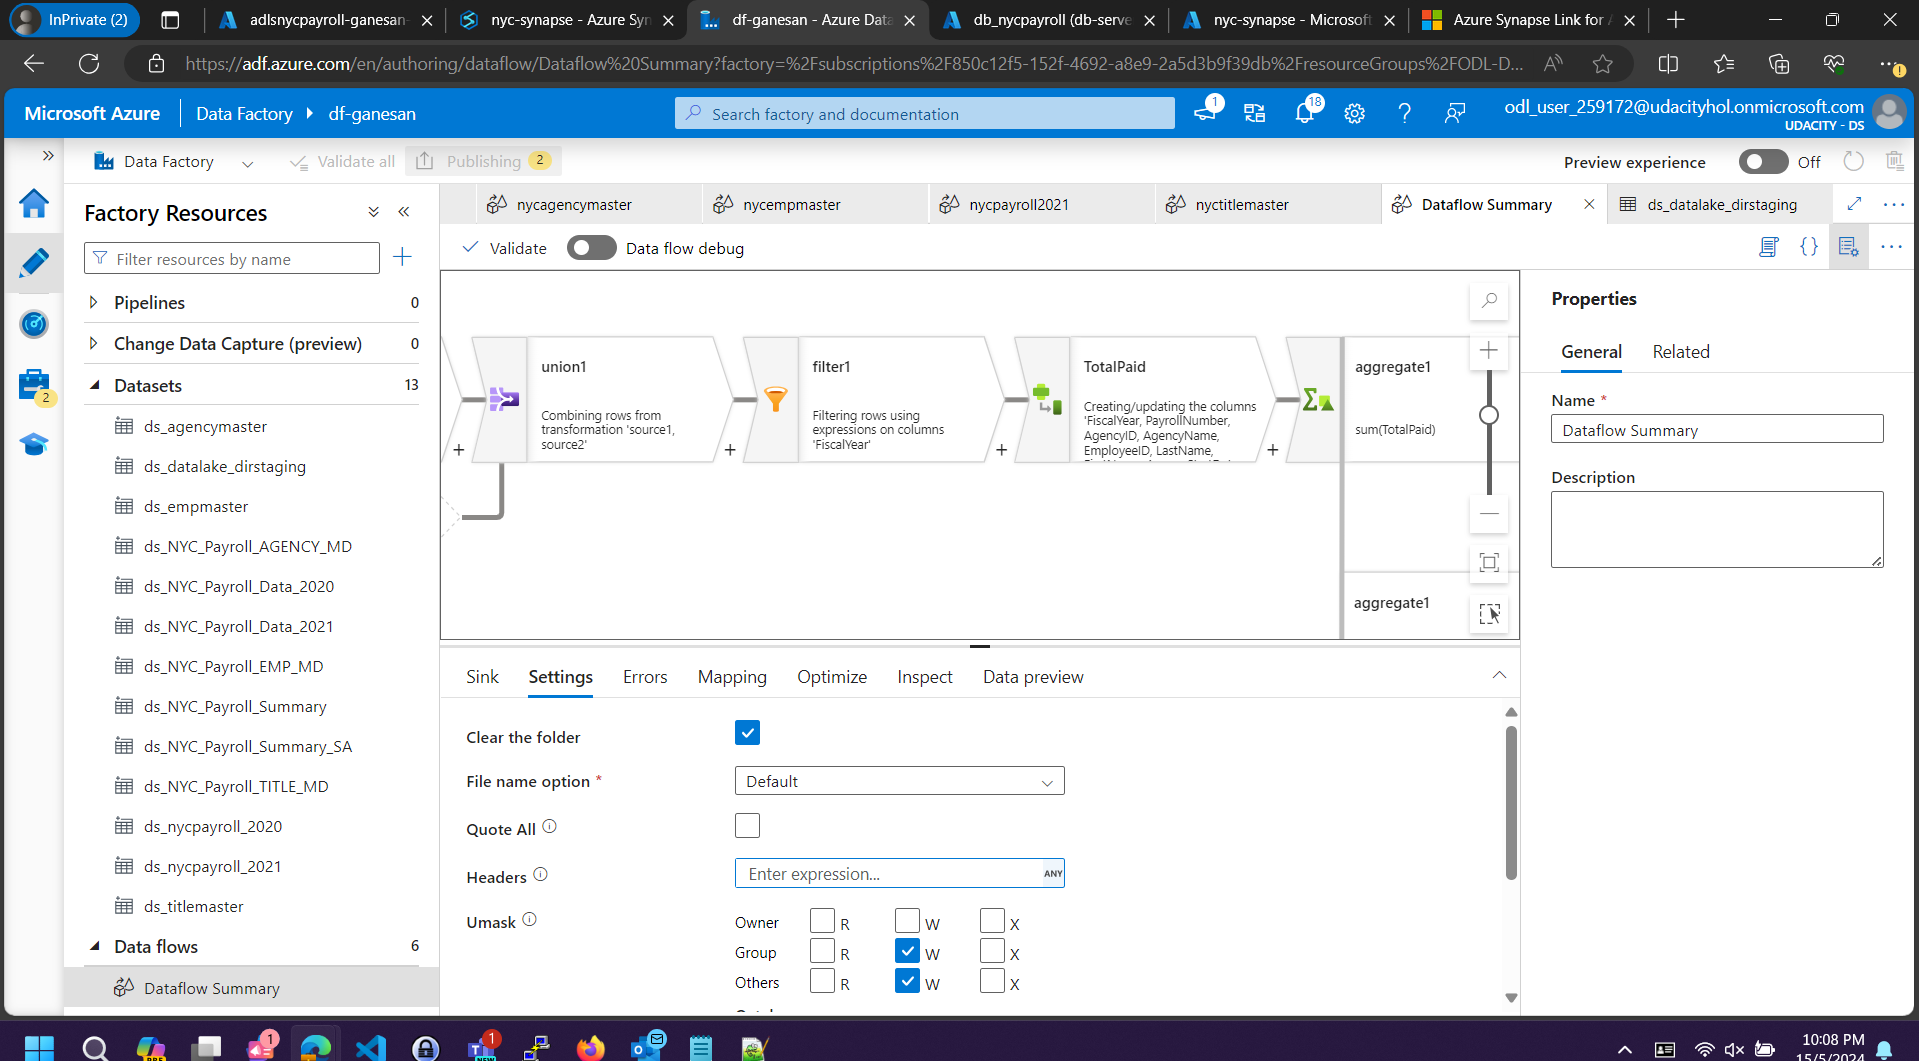 InPrivate (2)
adlsnycpayroll-ganesan-
nyc-synapse - Azure Syn
df-ganesan - Azure Data
db_nycpayroll (db-serve
nyc-synapse - Microsoft
Azure Synapse Link for
https://adf.azure.com/en/authoring/dataflow/Dataflow%20Summary?factory=%2Fsubscriptions%2F850c12f5-152f-4692-a8e9-2a5d3b9f39db%2FresourceGroups%2FODL-D...
Microsoft Azure
Data Factory
df-ganesan
Search factory and documentation
1
18
odl_user_259172@udacityhol.onmicrosoft.com
UDACITY - DS
Data Factory
Validate all
Publishing
2
Preview experience
Off
Factory Resources
nycagencymaster
nycempmaster
nycpayroll2021
nyctitlemaster
Dataflow Summary
ds_datalake_dirstaging
Validate
Data flow debug
Filter resources by name
Pipelines
0
Change Data Capture (preview)
0
Datasets
13
2
ds_agencymaster
ds_datalake_dirstaging
ds_empmaster
ds_NYC_Payroll_AGENCY_MD
ds_NYC_Payroll_Data_2020
ds_NYC_Payroll_Data_2021
ds_NYC_Payroll_EMP_MD
ds_NYC_Payroll_Summary
ds_NYC_Payroll_Summary_SA
ds_NYC_Payroll_TITLE_MD
ds_nycpayroll_2020
ds_nycpayroll_2021
ds_titlemaster
Data flows
6
Dataflow Summary
union1
Combining rows from
transformation 'source1,
source2'
filter1
Filtering rows using
expressions on columns
'FiscalYear'
TotalPaid
Creating/updating the columns
'FiscalYear, PayrollNumber,
AgencyID, AgencyName,
EmployeeID, LastName,
aggregate1
sum(TotalPaid)
aggregate1
Properties
General
Related
Name *
Dataflow Summary
Description
Sink
Settings
Errors
Mapping
Optimize
Inspect
Data preview
Clear the folder
File name option *
Default
Quote All
Headers
Enter expression...
ANY
Umask
Owner
R
W
X
Group
R
W
X
Others
R
W
X
PRE
1
1
NEW
10:08 PM
15/5/2024